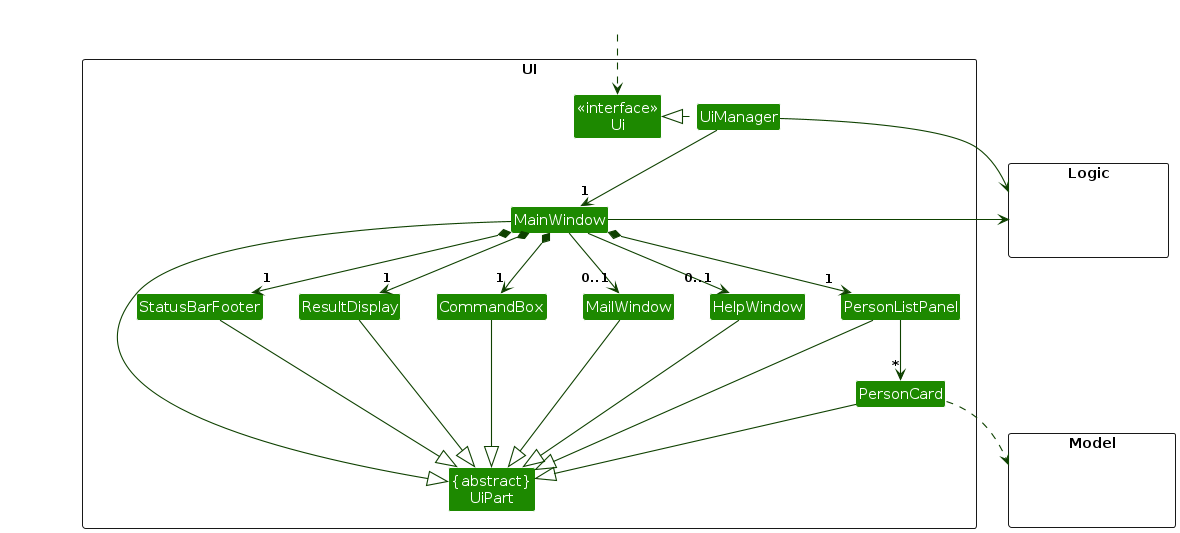 UI
«interface»
Ui
UiManager
Logic
1
MainWindow
1
1
1
0..1
0..1
1
StatusBarFooter
ResultDisplay
CommandBox
MailWindow
HelpWindow
PersonListPanel
*
PersonCard
Model
{abstract}
UiPart